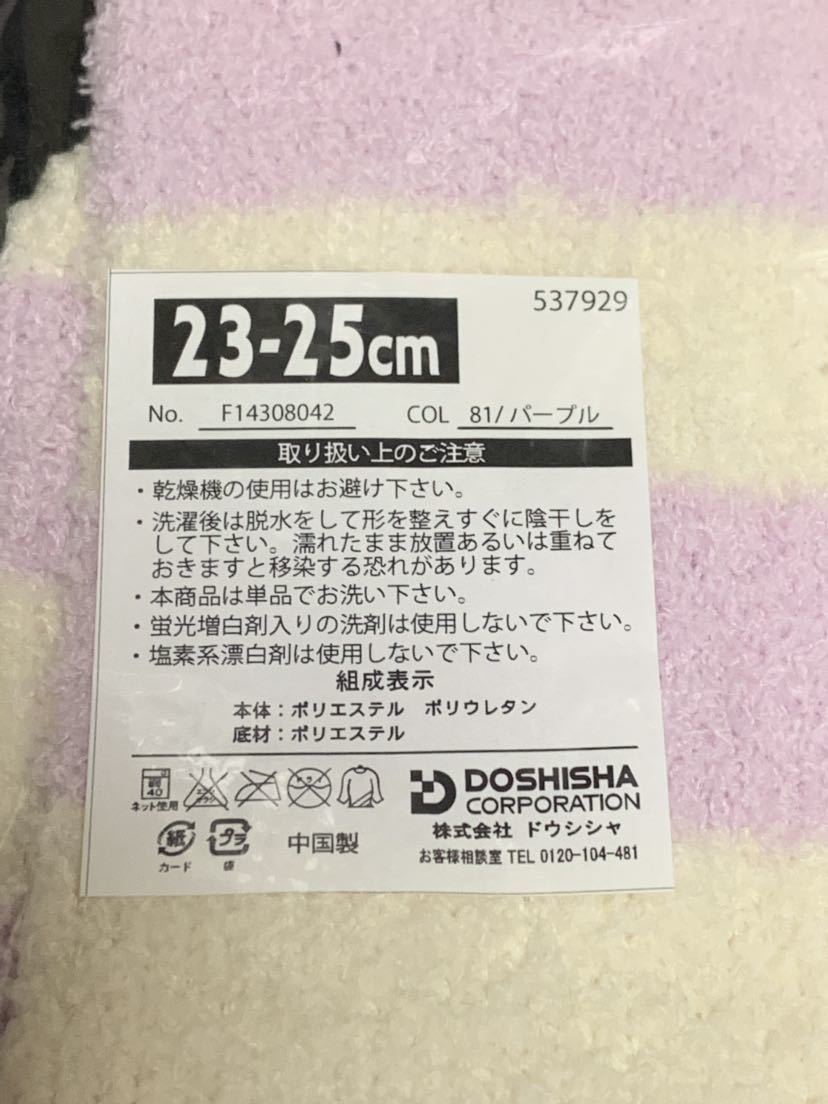 537929
23-25cm
No. F14308042 COL 81/パープル
取り扱い上のご注意
・乾燥機の使用はお避け下さい。
・洗濯後は脱水をして形を整えすぐに陰干しを
して下さい。濡れたまま放置あるいは重ねて
おきますと移染する恐れがあります。
・本商品は単品でお洗い下さい。
・蛍光増白剤入りの洗剤は使用しないで下さい。
・塩素系漂白剤は使用しないで下さい。
組成表示
本体：ポリエステル ポリウレタン
底材：ポリエステル
40
ネット使用
エンソ
サラシ
ドライ
DOSHISHA
CORPORATION
株式会社 ドウシシャ
お客様相談室 TEL 0120-104-481
紙
カード
プラ
袋
中国製